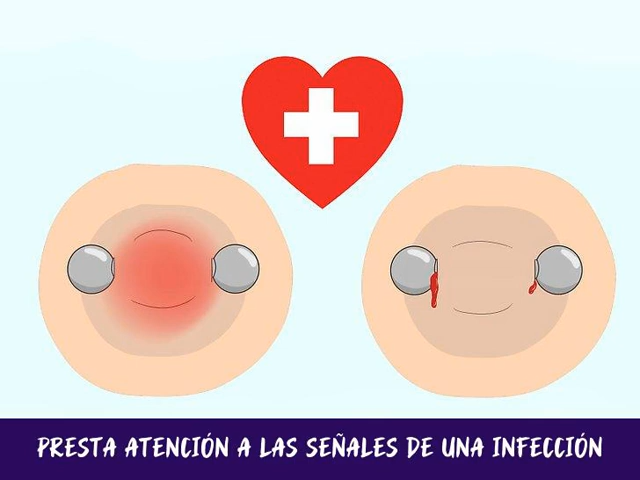 PRESTA ATENCIÓN A LAS SEÑALES DE UNA INFECCIÓN